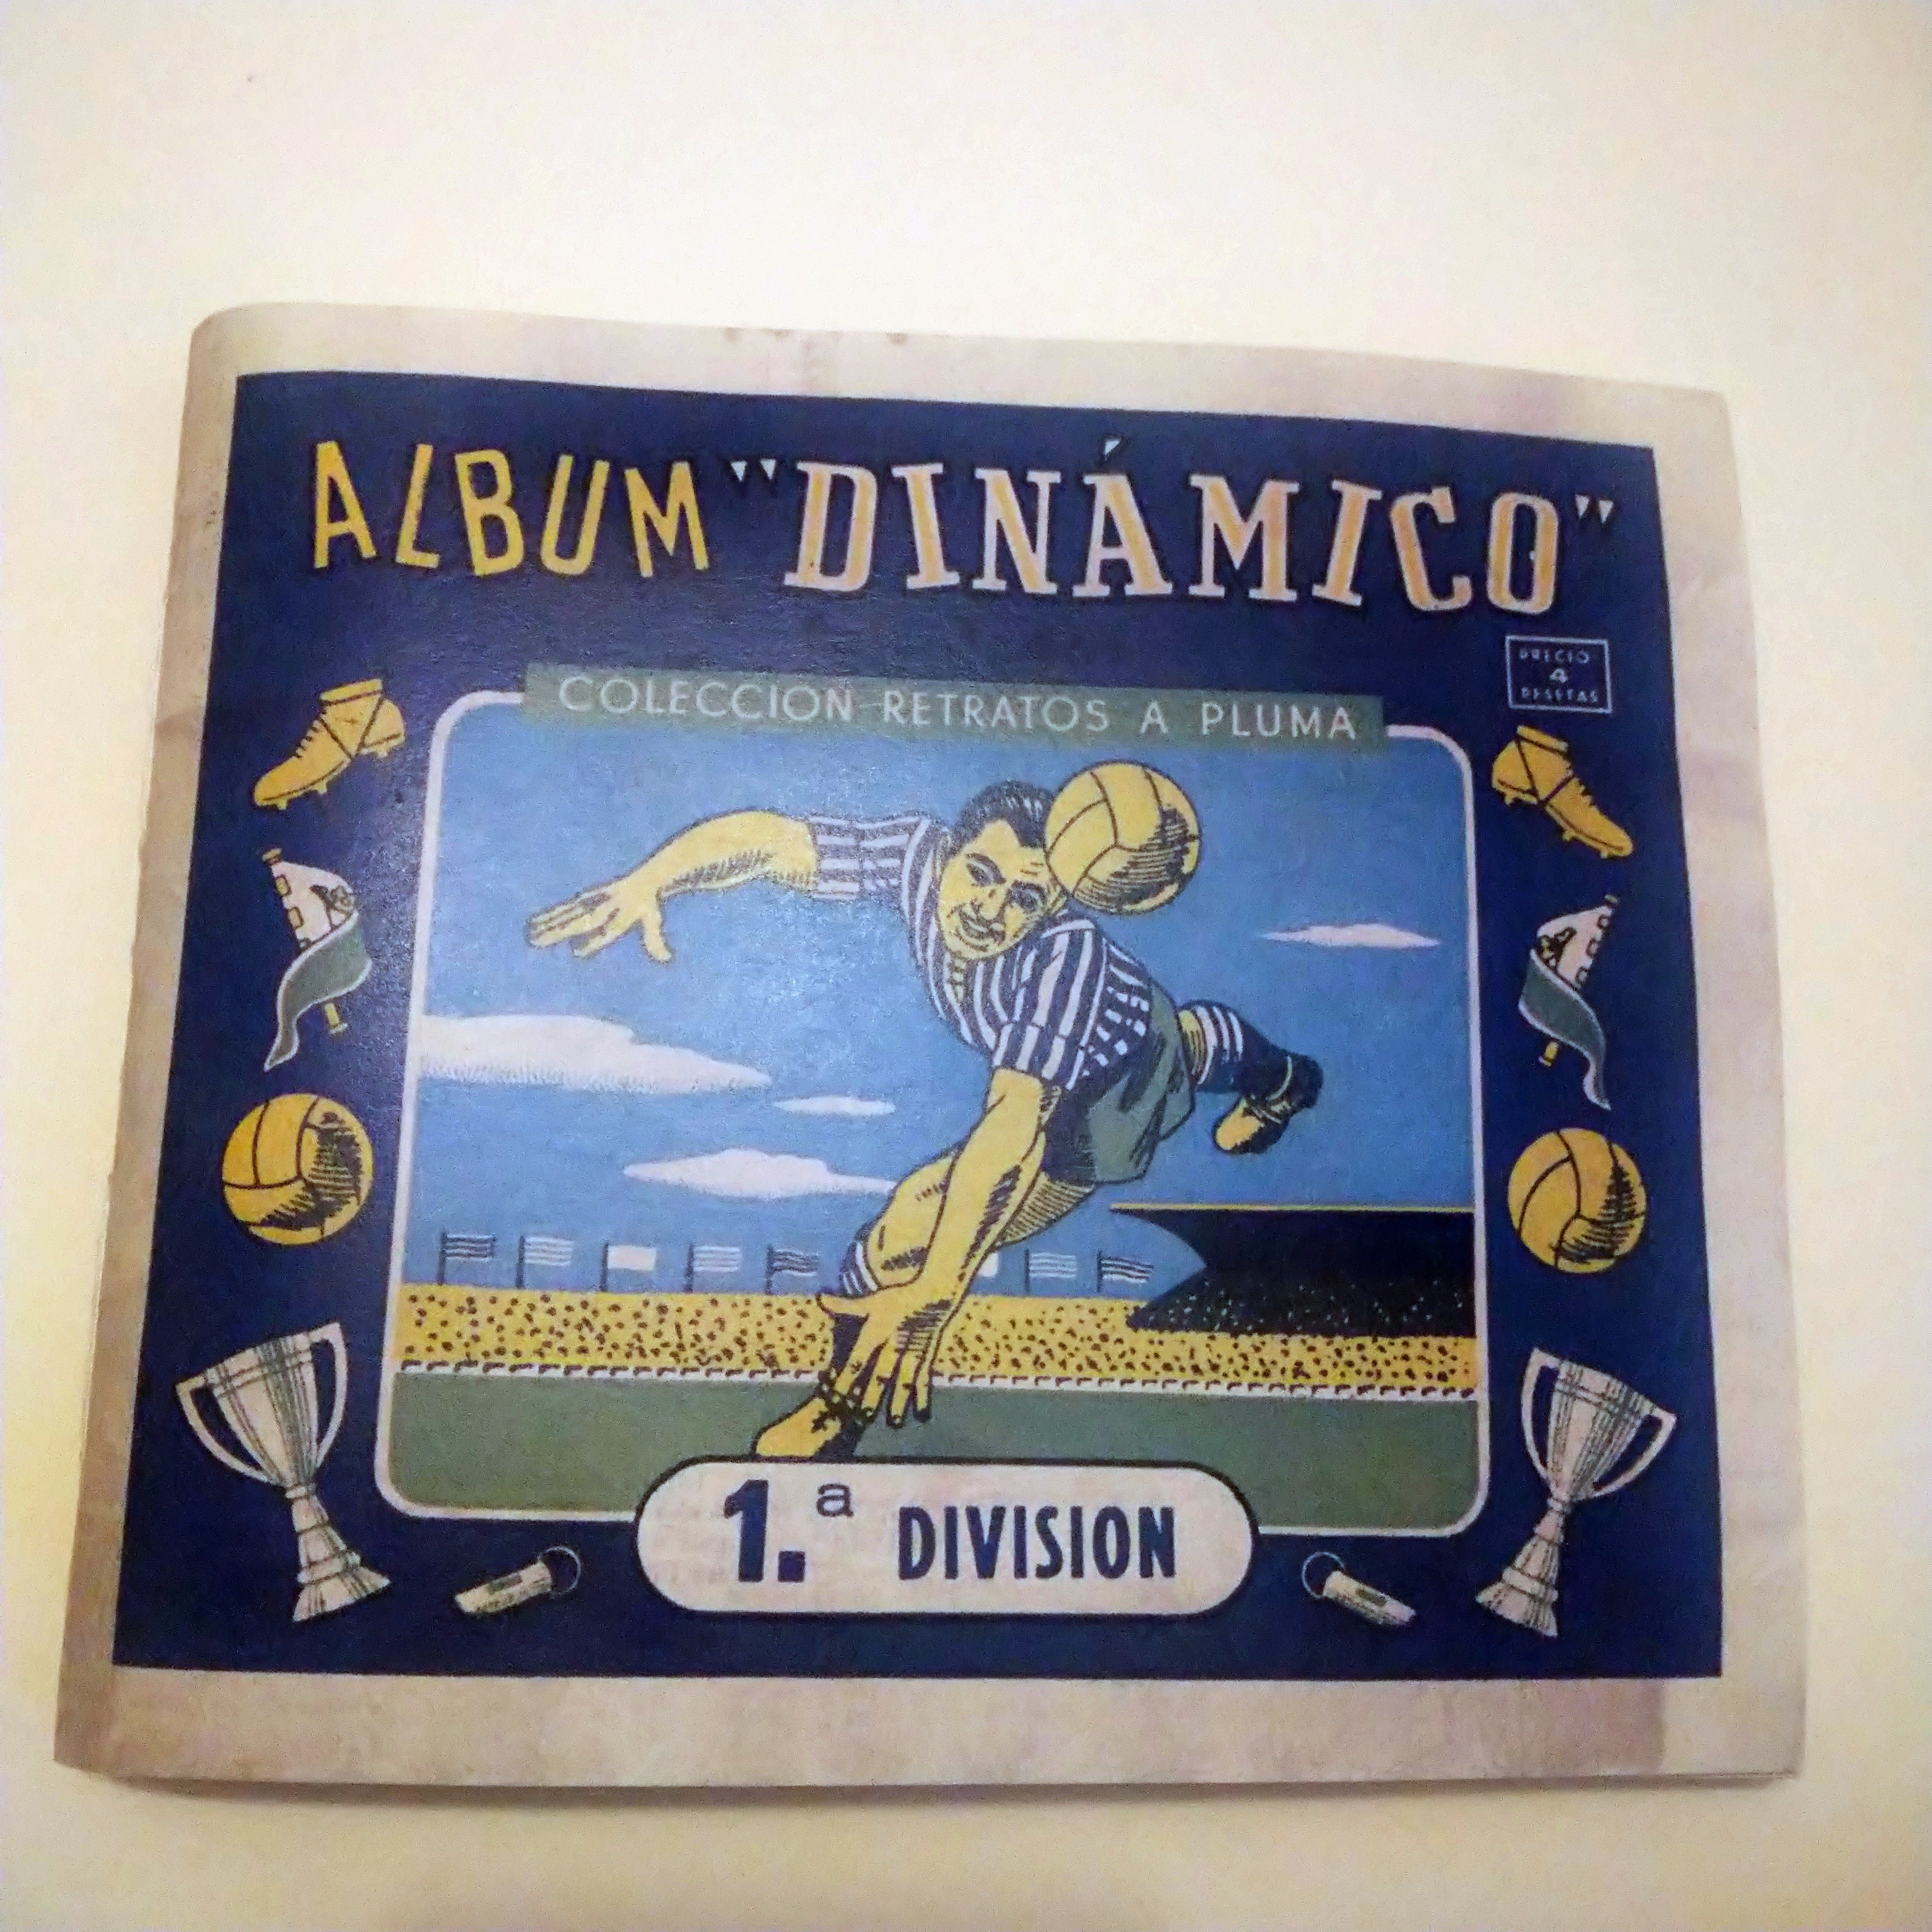 ALBUM "DINÁMICO"
PRECIO
4
PESETAS
COLECCION RETRATOS A PLUMA
1.ª DIVISION